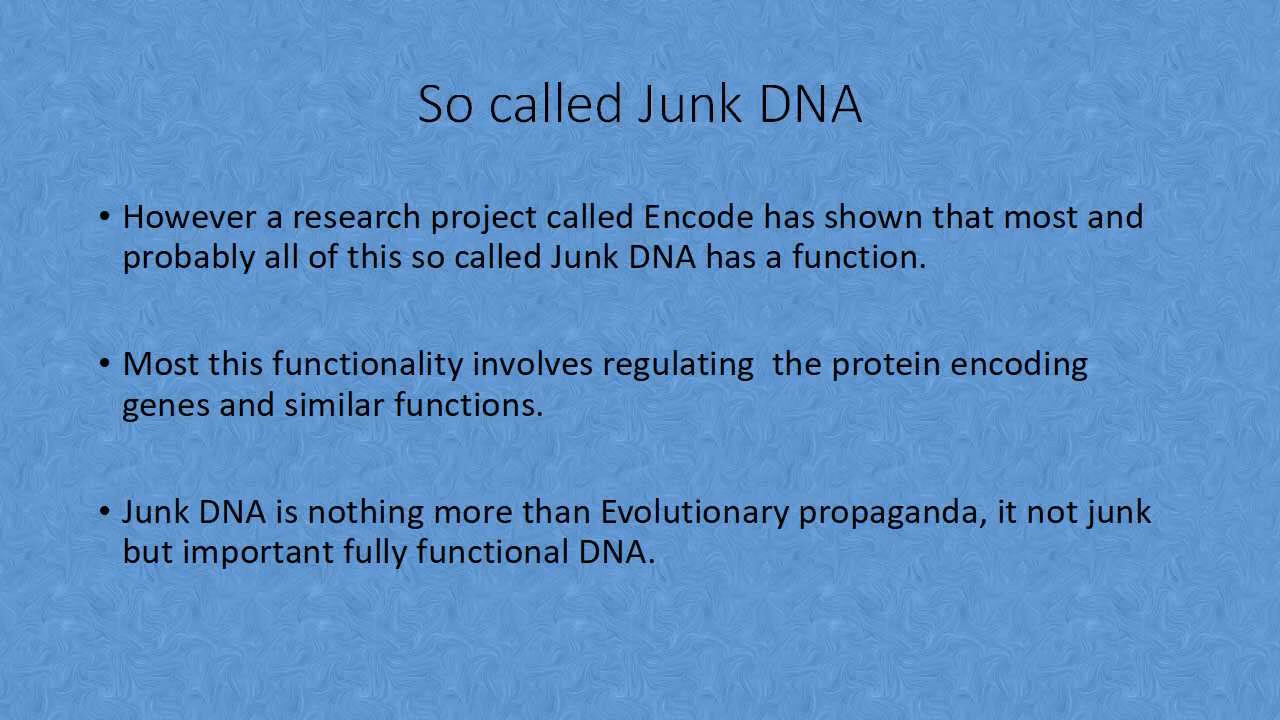 So called Junk DNA
• However a research project called Encode has shown that most and
probably all of this so called Junk DNA has a function.
• Most this functionality involves regulating  the protein encoding
genes and similar functions.
• Junk DNA is nothing more than Evolutionary propaganda, it not junk
but important fully functional DNA.